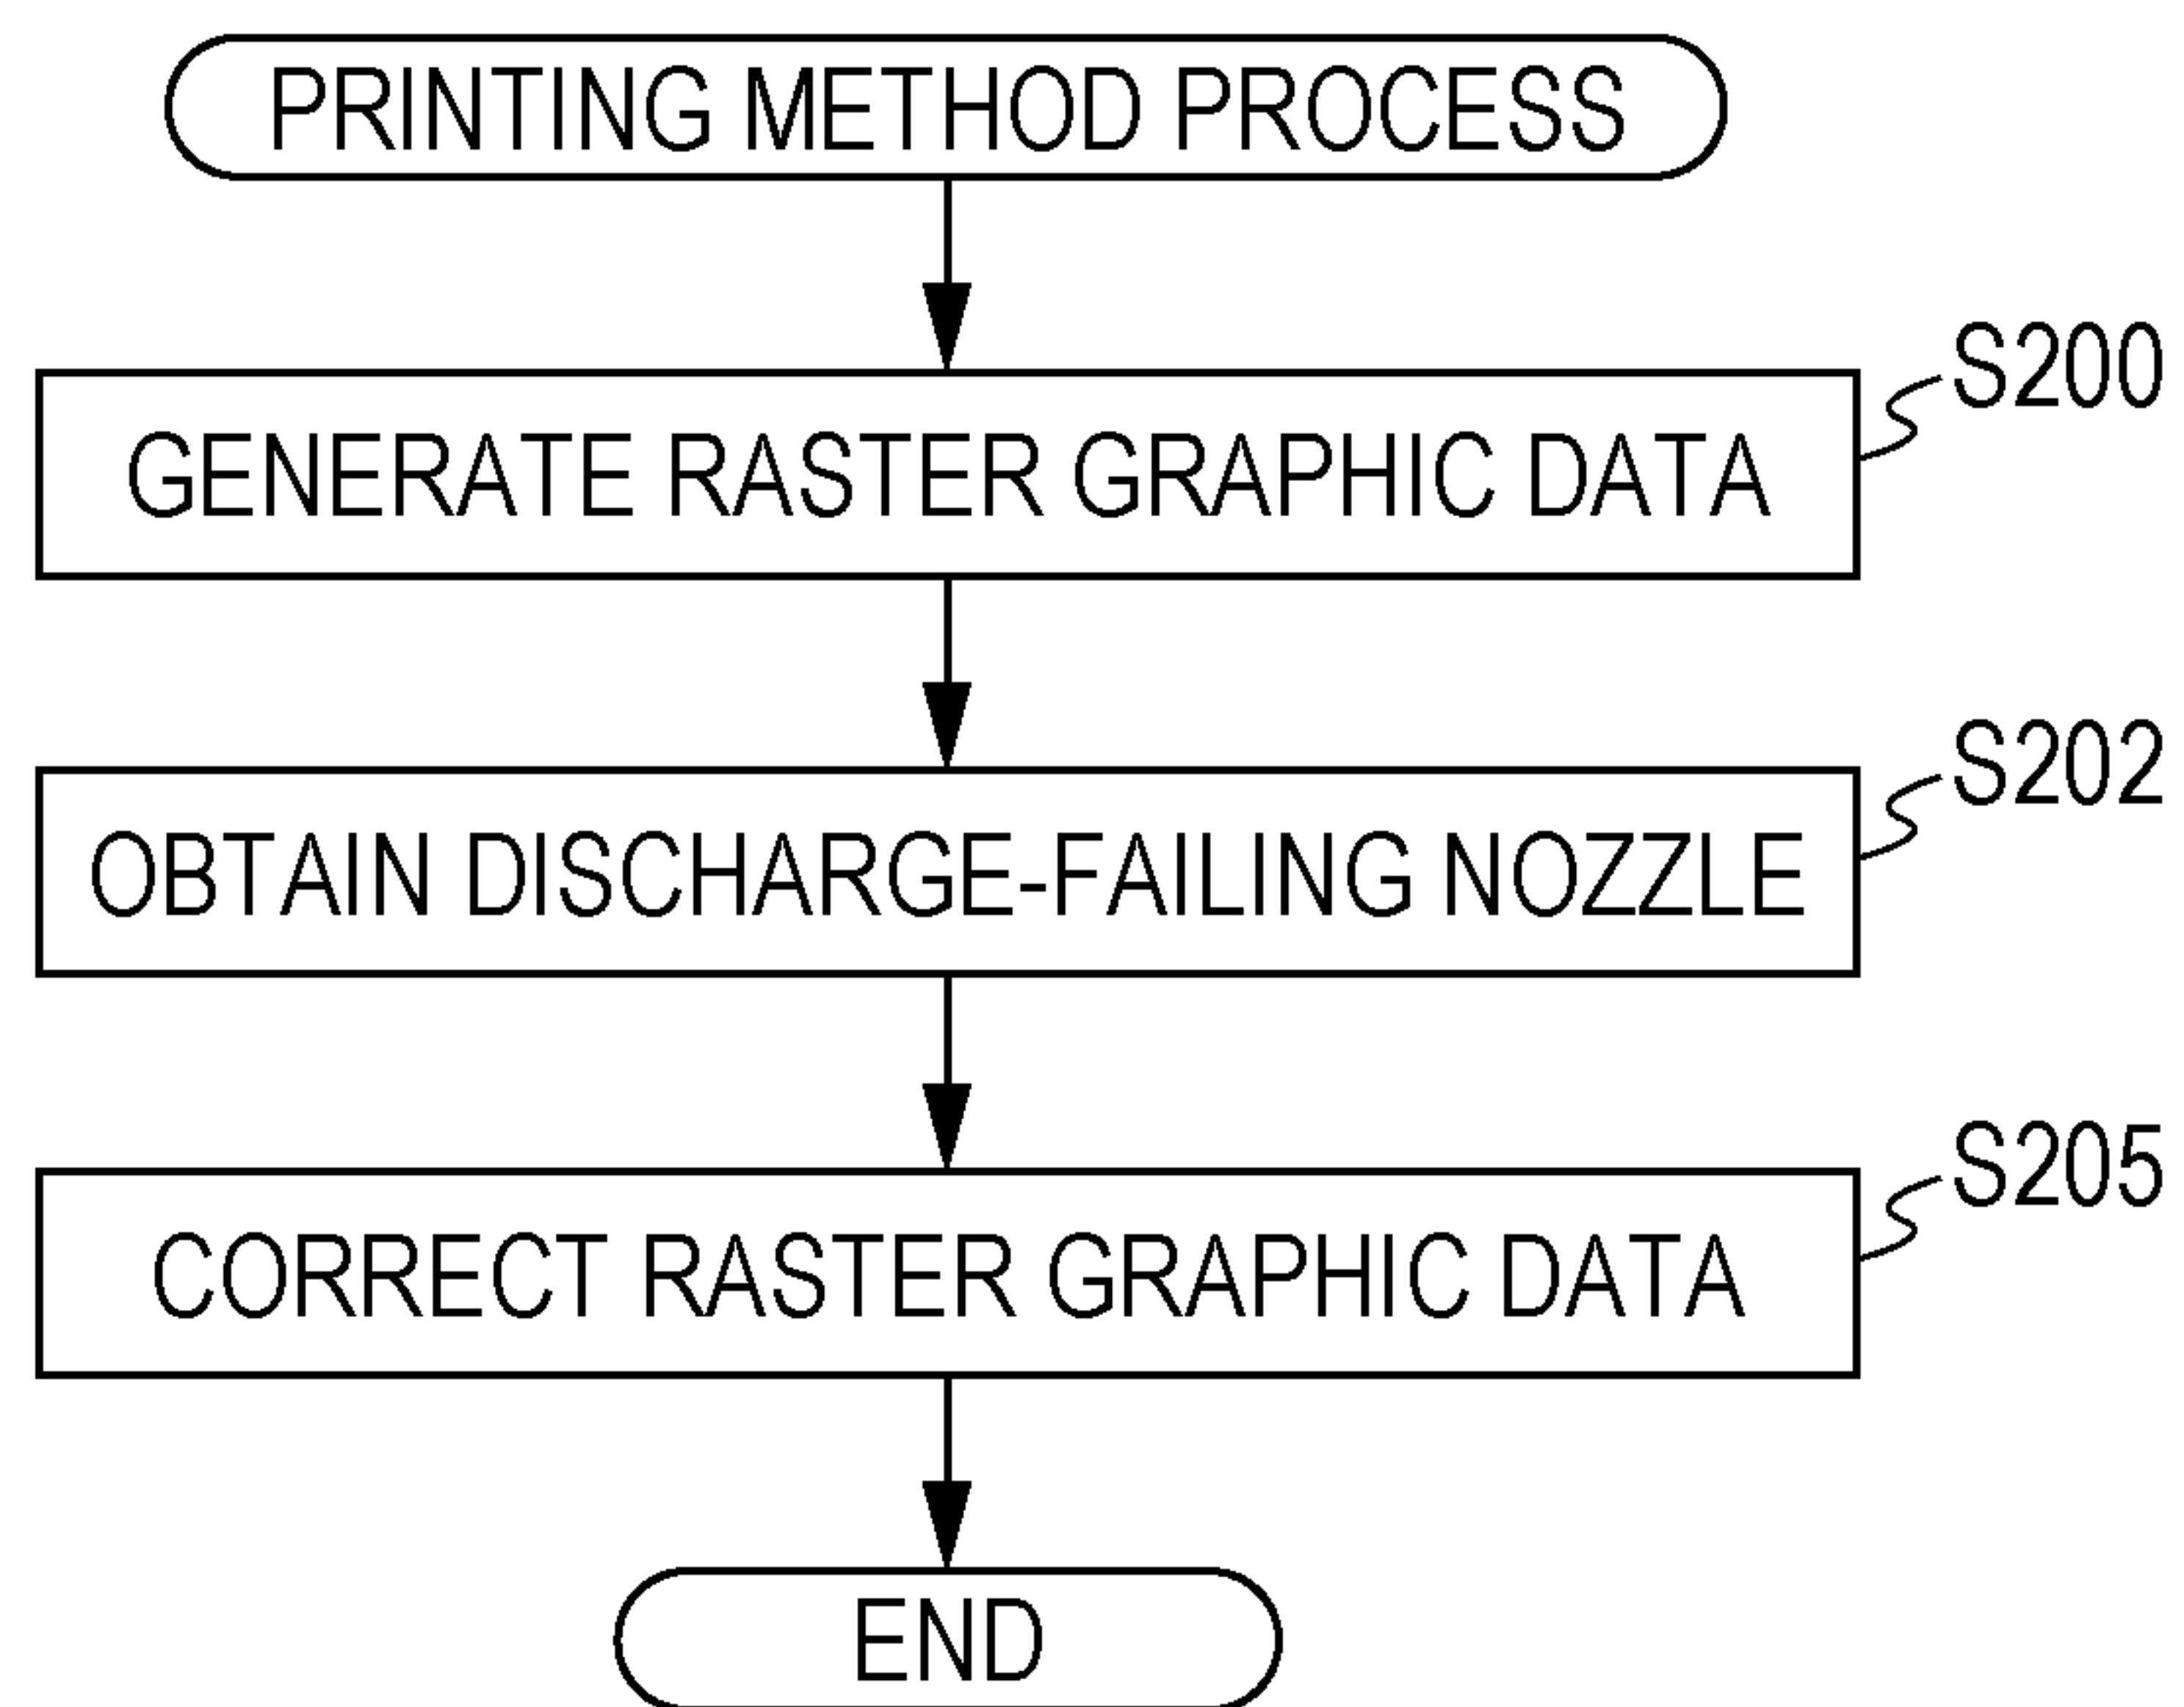 PRINTING METHOD PROCESS
S200
GENERATE RASTER GRAPHIC DATA
S202
OBTAIN DISCHARGE-FAILING NOZZLE
S205
CORRECT RASTER GRAPHIC DATA
END